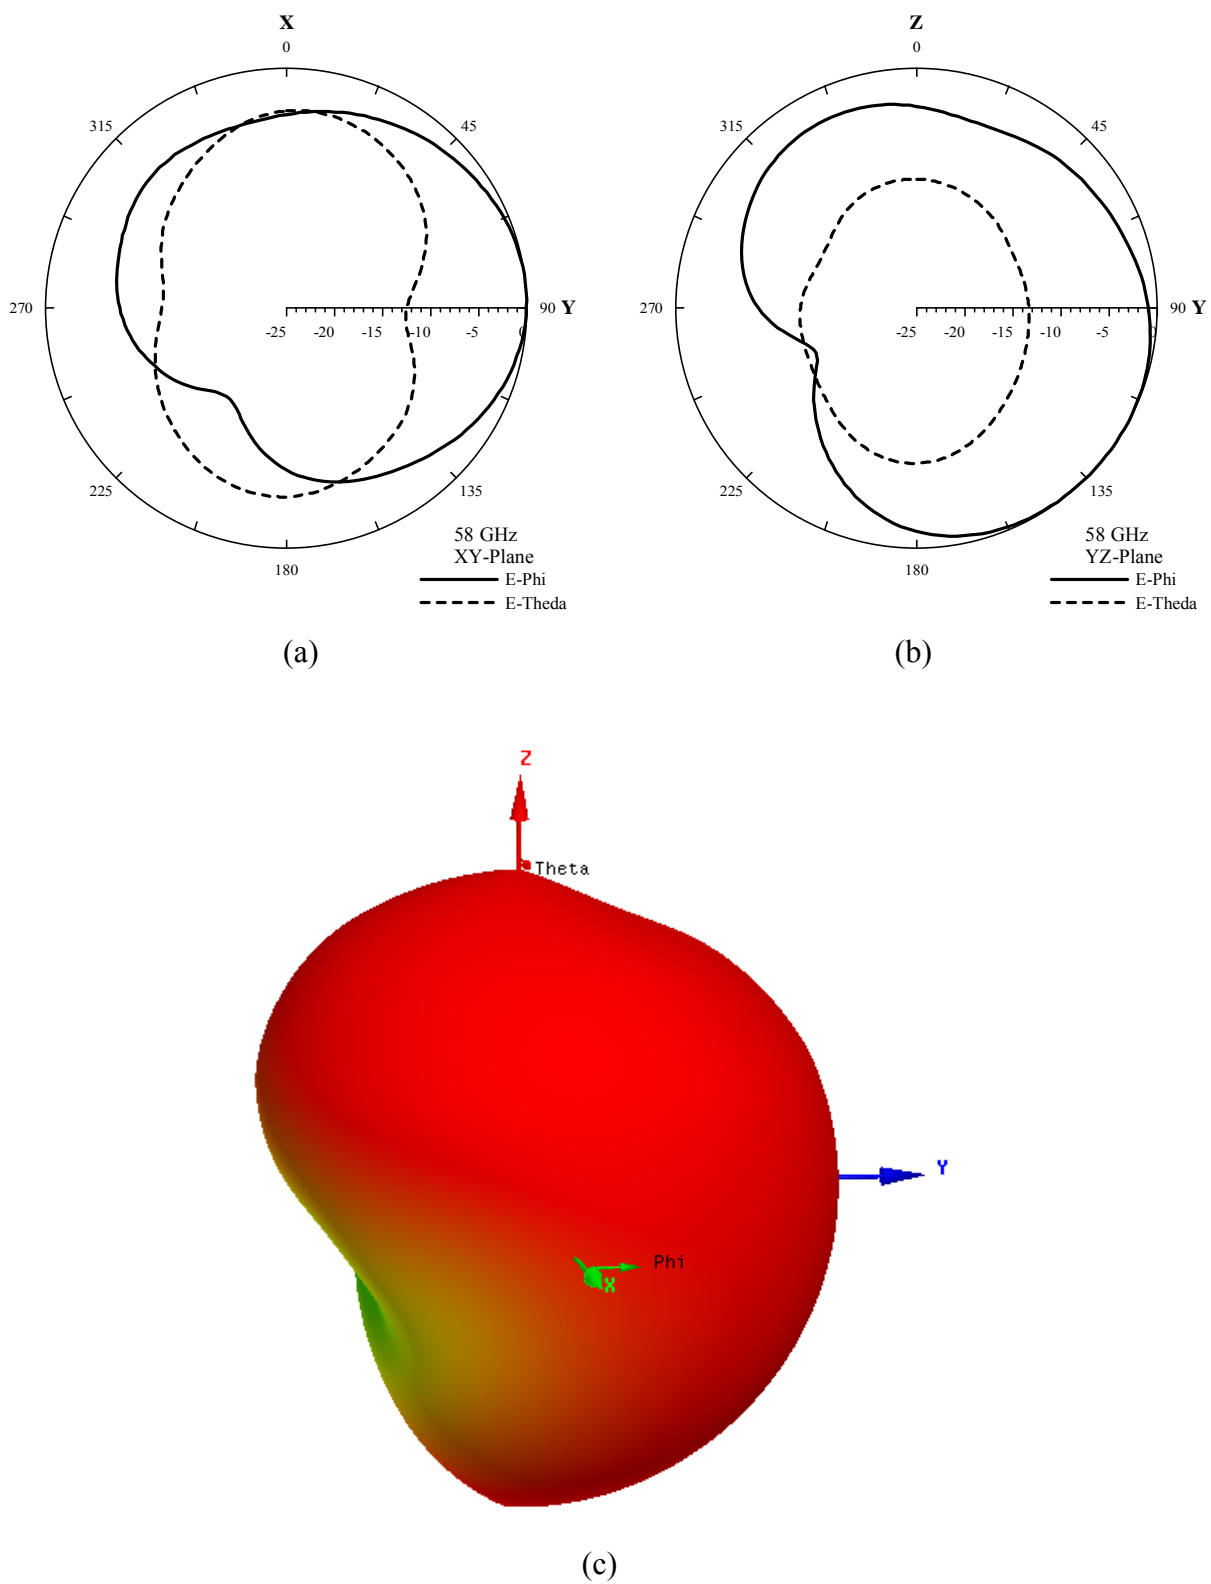 X
0
45
90 Y
135
180
225
270
315
-25 -20 -15 -10 -5 0
58 GHz
XY-Plane
E-Phi
E-Theda
(a)
Z
0
45
90 Y
135
180
225
270
315
-25 -20 -15 -10 -5 0
58 GHz
YZ-Plane
E-Phi
E-Theda
(b)
Z
Theta
Y
Phi
X
(c)